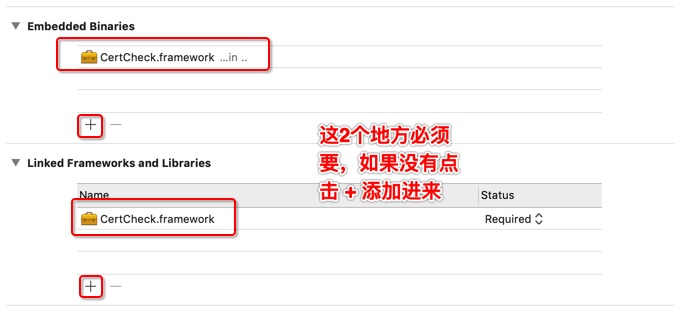 Embedded Binaries
CertCheck.framework ...in ..
+ —
这2个地方必须
要，如果没有点
击 + 添加进来
Linked Frameworks and Libraries
Name Status
CertCheck.framework Required
+ —